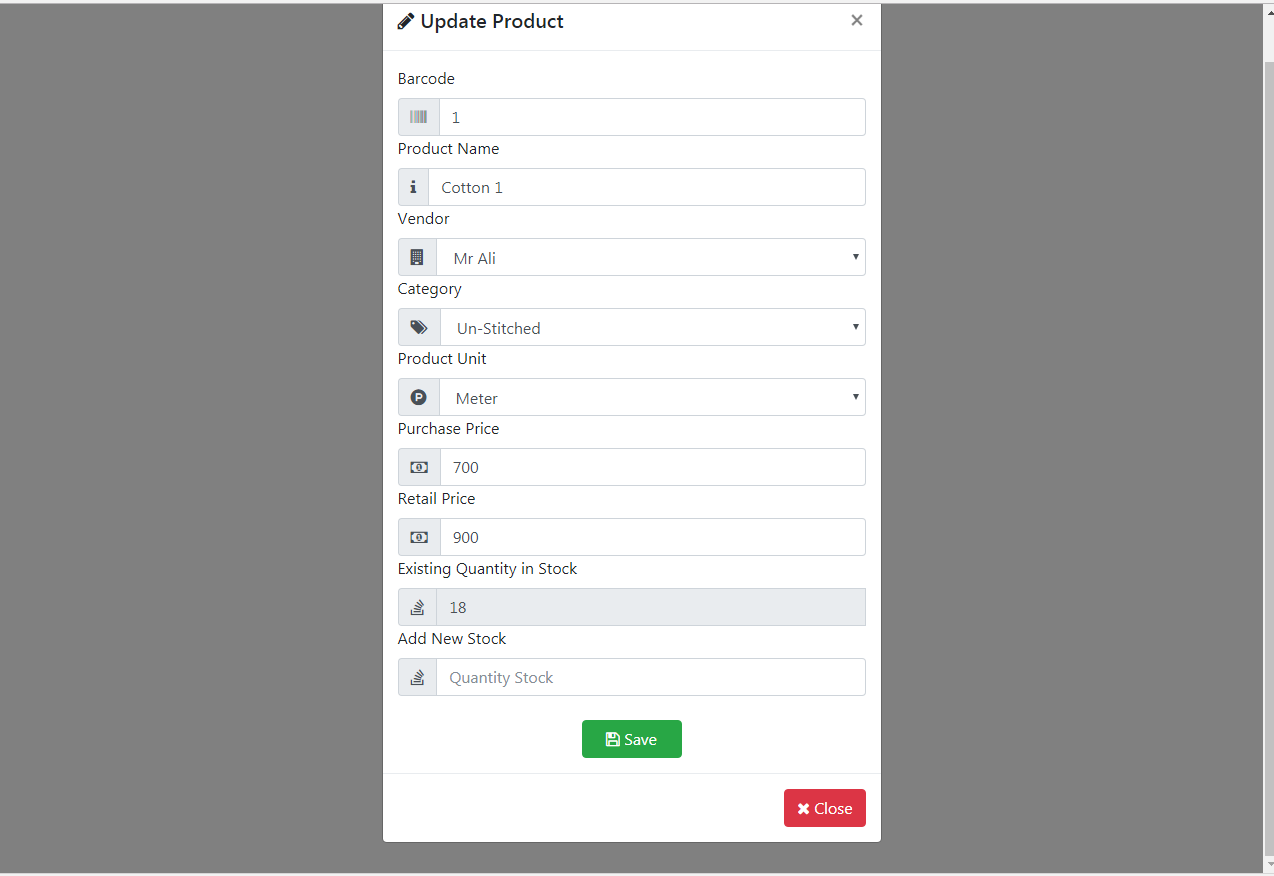 Update Product
×
Barcode
1
Product Name
Cotton 1
Vendor
Mr Ali
Category
Un-Stitched
Product Unit
Meter
Purchase Price
700
Retail Price
900
Existing Quantity in Stock
18
Add New Stock
Quantity Stock
Save
Close